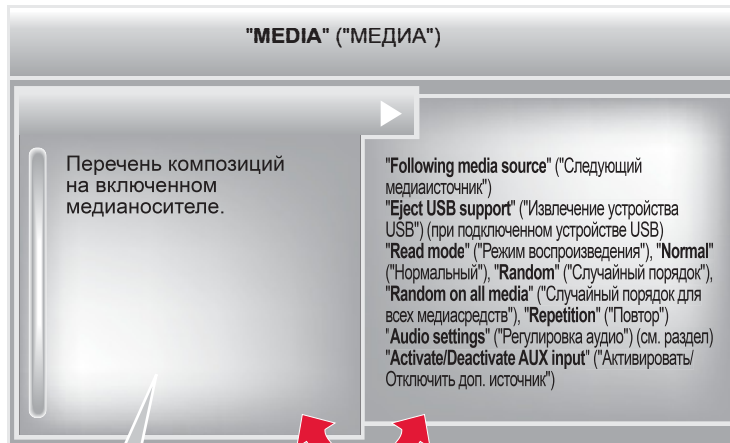 "MEDIA" ("МЕДИА")
Перечень композиций
на включенном
медианосителе.
"Following media source" ("Следующий
медиаисточник")
"Eject USB support" ("Извлечение устройства
USB") (при подключенном устройстве USB)
"Read mode" ("Режим воспроизведения"), "Normal"
("Нормальный"), "Random" ("Случайный порядок"),
"Random on all media" ("Случайный порядок для
всех медиасредств"), "Repetition" ("Повтор")
"Audio settings" ("Регулировка аудио") (см. раздел)
"Activate/Deactivate AUX input" ("Активировать/
Отключить доп. источник")